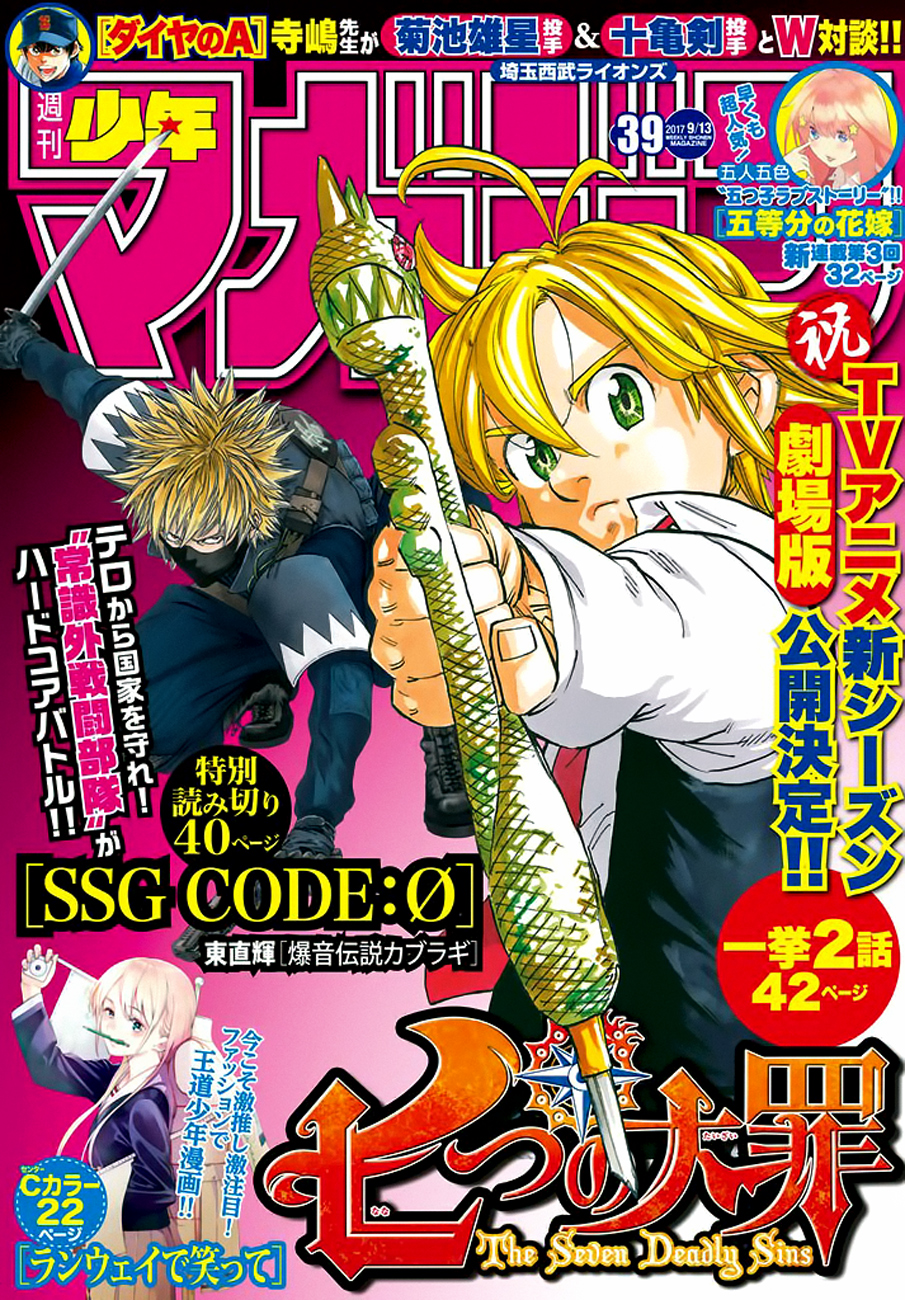 [ダイヤのA]寺嶋先生が菊池雄星投手&十亀剣投手とW対談!!
埼玉西武ライオンズ
週刊
少年
マガジン
39
2017 9/13
WEEKLY SHONEN
MAGAZINE
早くも
超人気!
五人五色
“五つ子ラブストーリー”!!
[五等分の花嫁]
新連載第3回
32ページ
祝
TVアニメ新シーズン
劇場版公開決定!!
テロから国家を守れ!
“常識外戦闘部隊”が
ハードコアバトル!!
特別
読み切り
40ページ
[SSG CODE:Ø]
東直輝[爆音伝説カブラギ]
一挙2話
42ページ
七つの大罪
なな
たいざい
The Seven Deadly Sins
今こそ激推し激注目!
ファッションで
王道少年漫画!!
センター
Cカラー
22
ページ
[ランウェイで笑って]